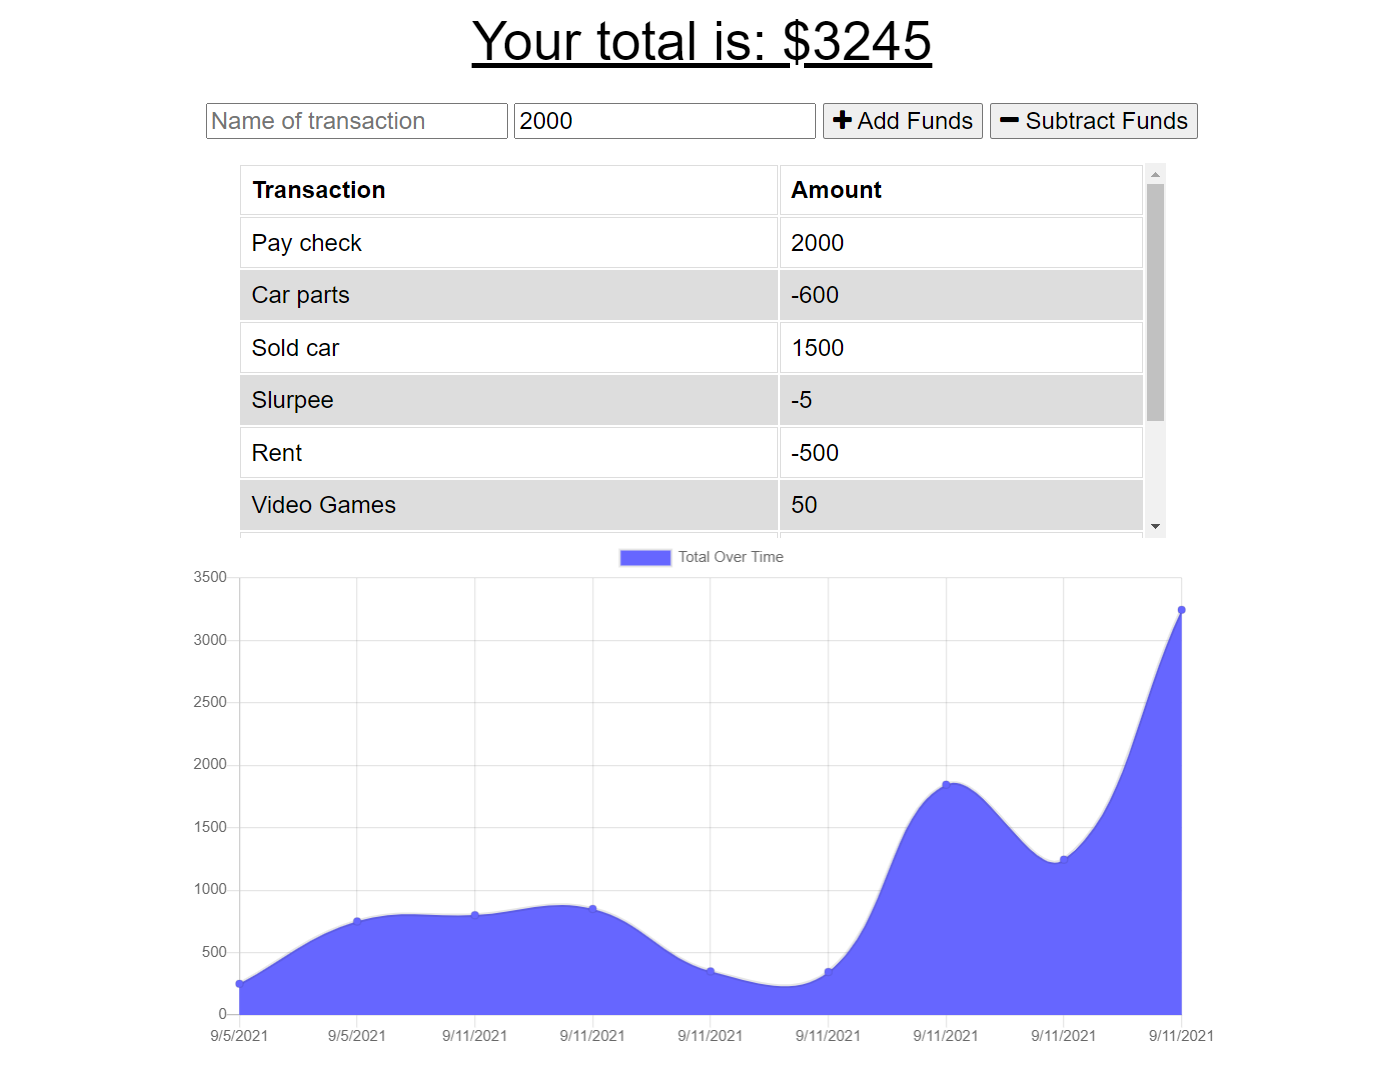 Your total is: $3245
Name of transaction 2000 Add Funds Subtract Funds
Transaction Amount
Pay check 2000
Car parts -600
Sold car 1500
Slurpee -5
Rent -500
Video Games 50
Total Over Time
3500
3000
2500
2000
1500
1000
500
0
9/5/2021 9/5/2021 9/11/2021 9/11/2021 9/11/2021 9/11/2021 9/11/2021 9/11/2021 9/11/2021